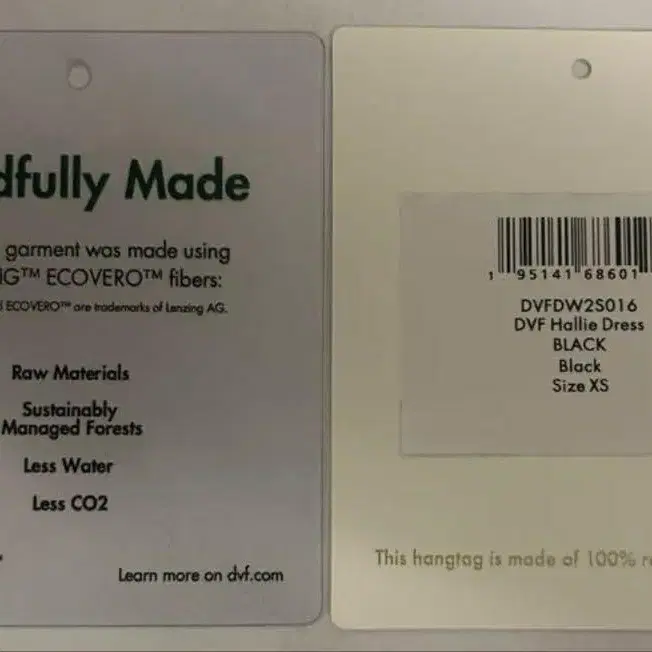 dfully Made
garment was made using
G™ ECOVERO™ fibers:
ECOVERO™ are trademarks of Lenzing AG.
Raw Materials
Sustainably
Managed Forests
Less Water
Less CO2
Learn more on dvf.com
1 95141 68601
DVFDW2S016
DVF Hallie Dress
BLACK
Black
Size XS
This hangtag is made of 100% r